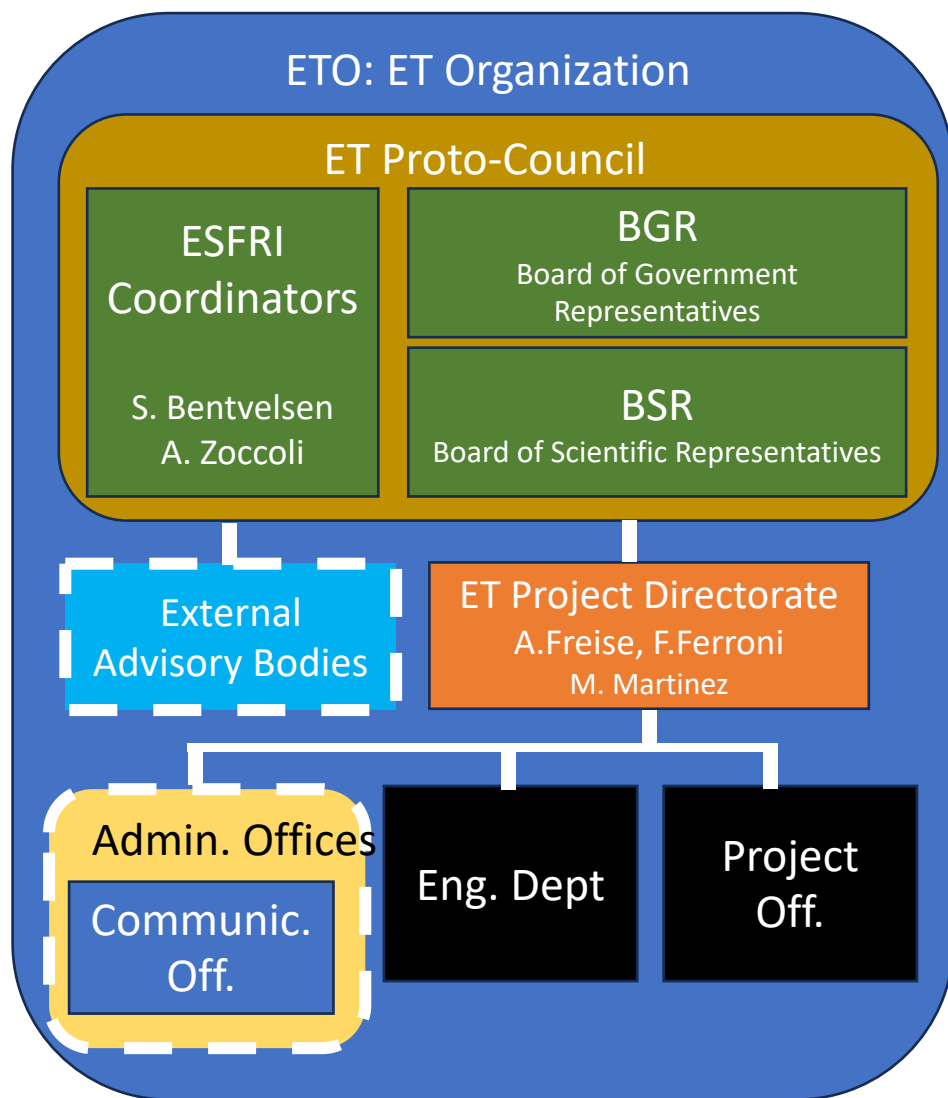 ETO: ET Organization
ET Proto-Council
ESFRI
Coordinators
S. Bentvelsen
A. Zoccoli
BGR
Board of Government
Representatives
BSR
Board of Scientific Representatives
External
Advisory Bodies
ET Project Directorate
A.Freise, F.Ferroni
M. Martinez
Admin. Offices
Communic.
Off.
Eng. Dept
Project
Off.